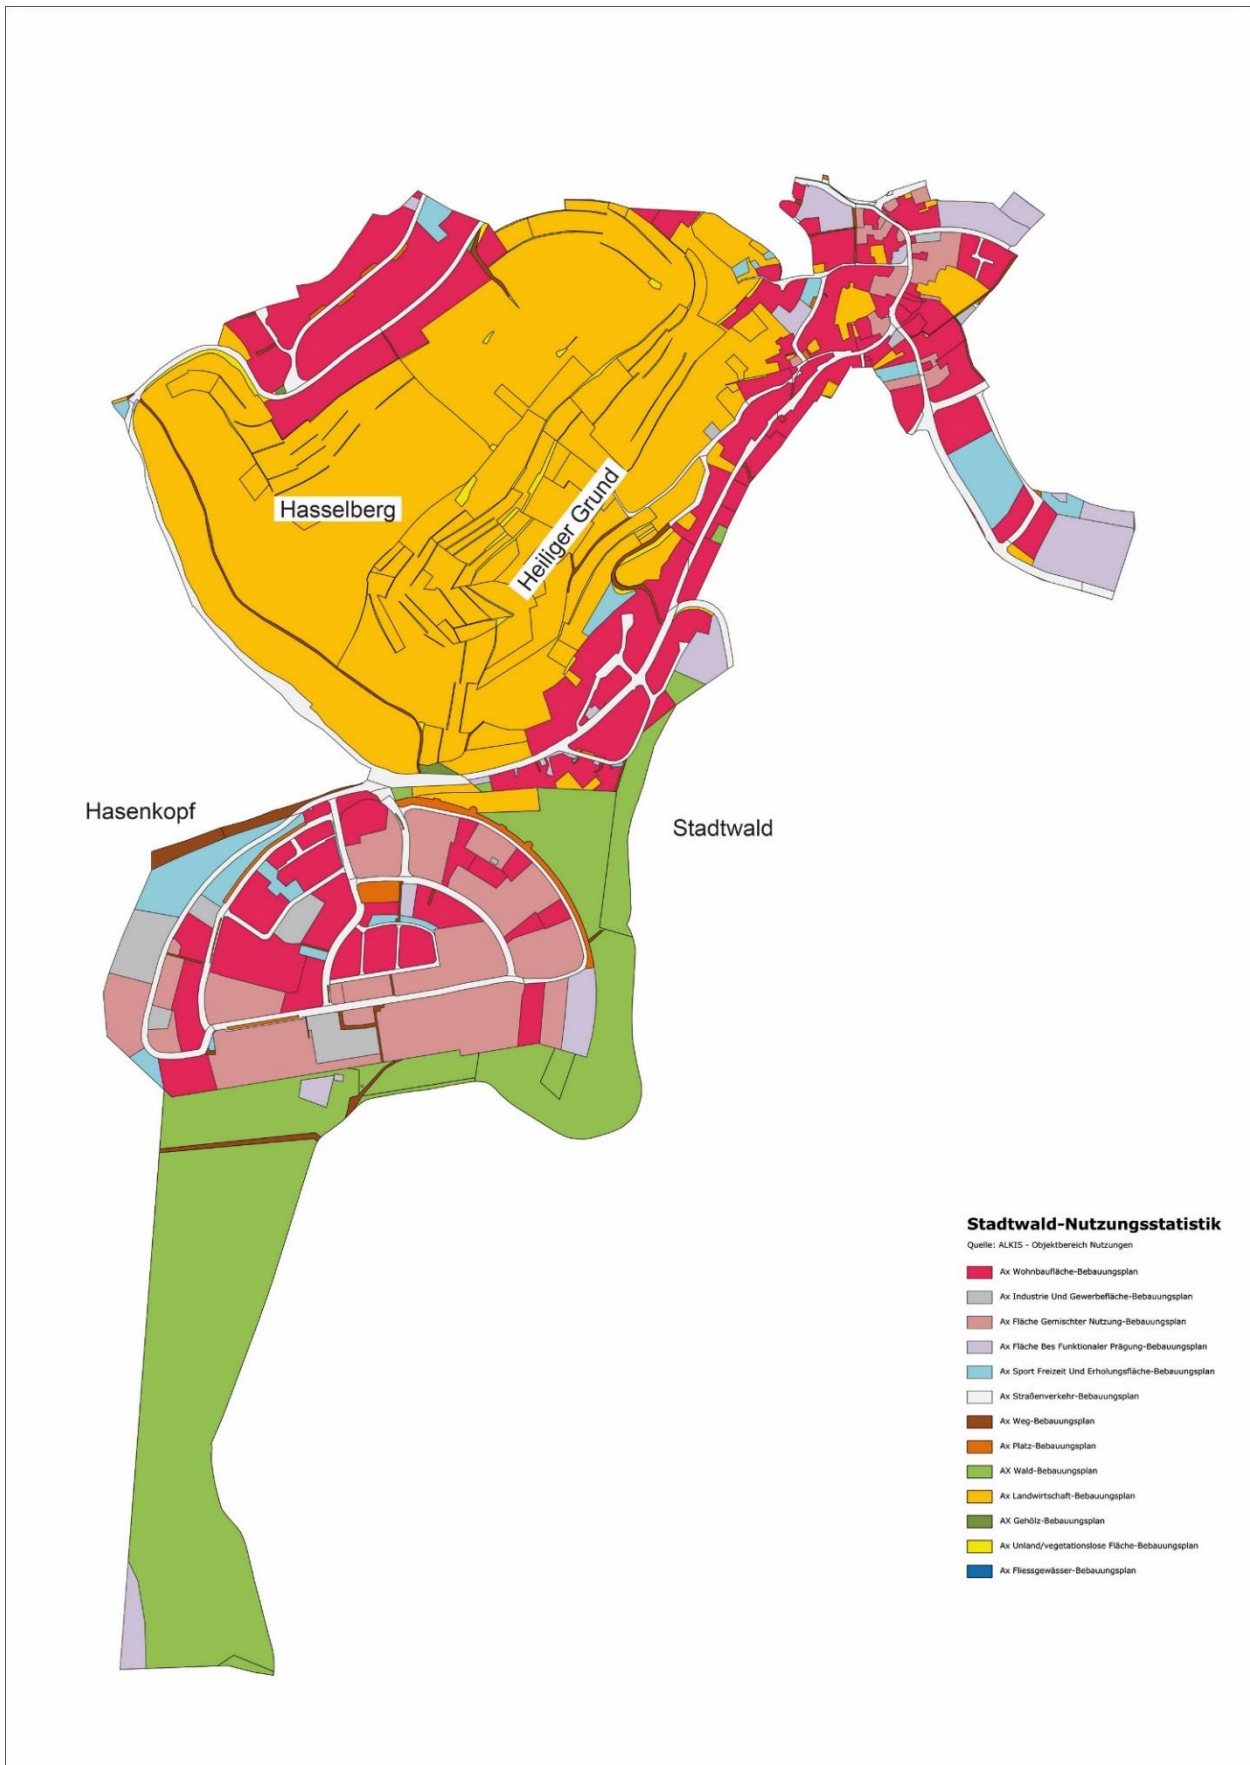 Hasselberg
Heiliger Grund
Hasenkopf
Stadtwald
Stadtwald-Nutzungsstatistik
Quelle: ALKIS - Objektbereich Nutzungen
Ax Wohnbaufläche-Bebauungsplan
Ax Industrie Und Gewerbefläche-Bebauungsplan
Ax Fläche Gemischter Nutzung-Bebauungsplan
Ax Fläche Bes Funktionaler Prägung-Bebauungsplan
Ax Sport Freizeit Und Erholungsfläche-Bebauungsplan
Ax Straßenverkehr-Bebauungsplan
Ax Weg-Bebauungsplan
Ax Platz-Bebauungsplan
AX Wald-Bebauungsplan
Ax Landwirtschaft-Bebauungsplan
AX Gehölz-Bebauungsplan
Ax Unland/vegetationslose Fläche-Bebauungsplan
Ax Fliessgewässer-Bebauungsplan